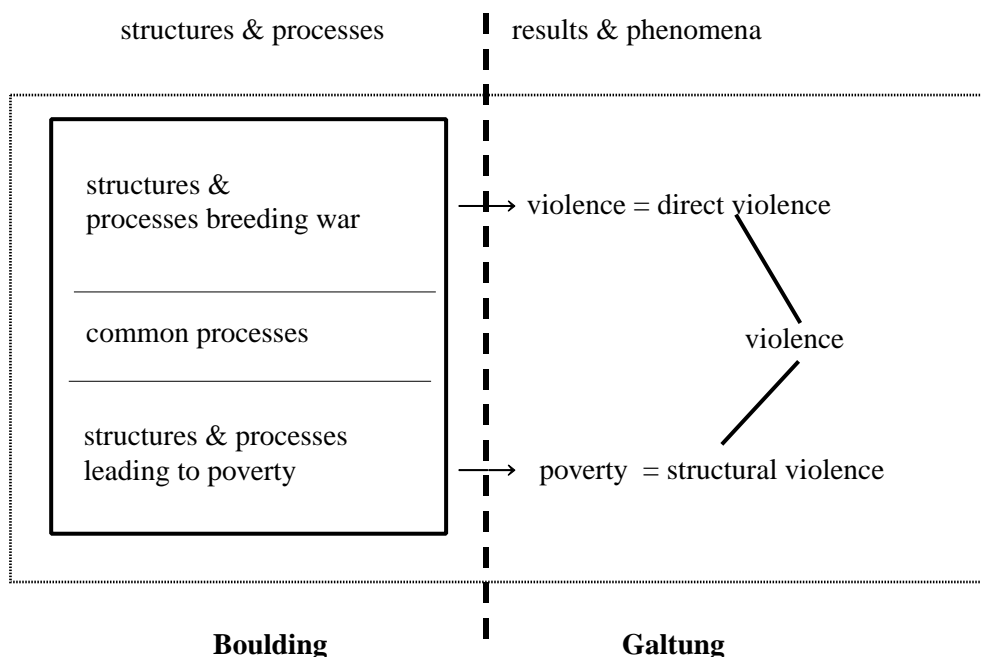 structures & processes
results & phenomena
structures &
processes breeding war
violence = direct violence
common processes
violence
structures & processes
leading to poverty
poverty = structural violence
Boulding
Galtung